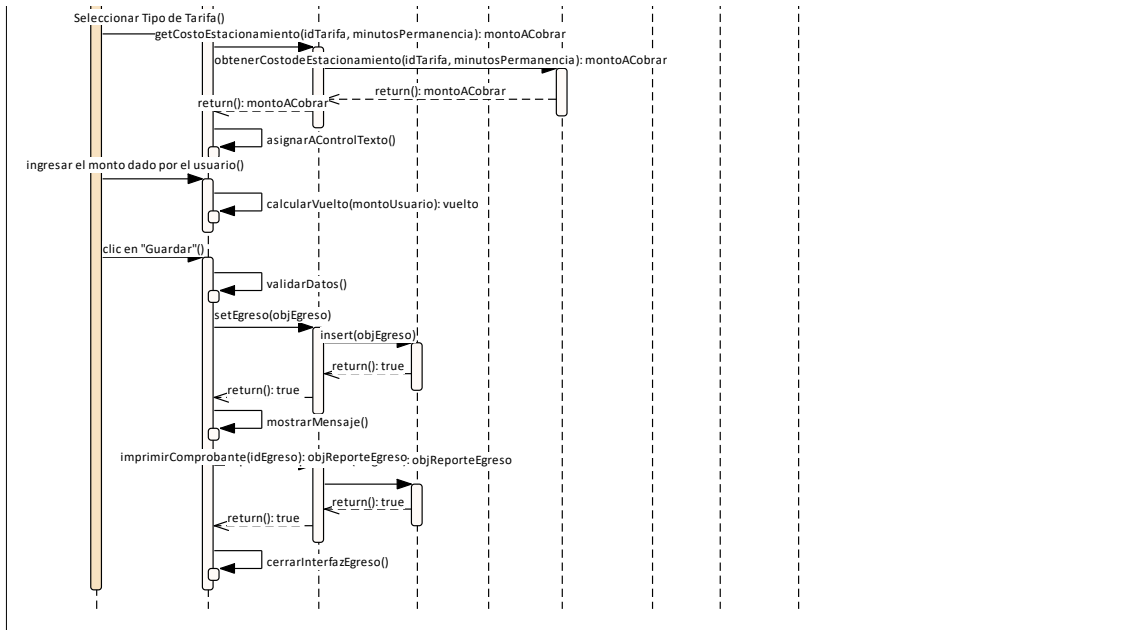 Seleccionar Tipo de Tarifa()
getCostoEstacionamiento(idTarifa, minutosPermanencia): montoACobrar
obtenerCostodeEstacionamiento(idTarifa, minutosPermanencia): montoACobrar
return(): montoACobrar
return(): montoACobrar
asignarAControlTexto()
ingresar el monto dado por el usuario()
calcularVuelto(montoUsuario): vuelto
clic en "Guardar"()
validarDatos()
setEgreso(objEgreso)
insert(objEgreso)
return(): true
return(): true
mostrarMensaje()
imprimirComprobante(idEgreso): objReporteEgreso
: objReporteEgreso
return(): true
return(): true
cerrarInterfazEgreso()